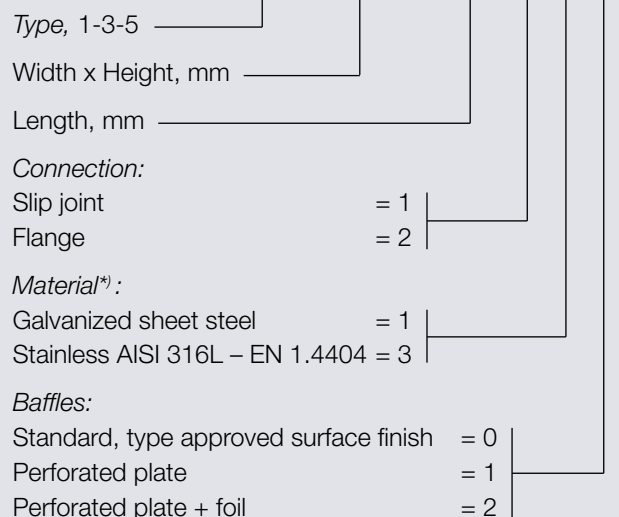 Type, 1-3-5
Width x Height, mm
Length, mm
Connection:
Slip joint = 1
Flange = 2
Material*) :
Galvanized sheet steel = 1
Stainless AISI 316L – EN 1.4404 = 3
Baffles:
Standard, type approved surface finish = 0
Perforated plate = 1
Perforated plate + foil = 2